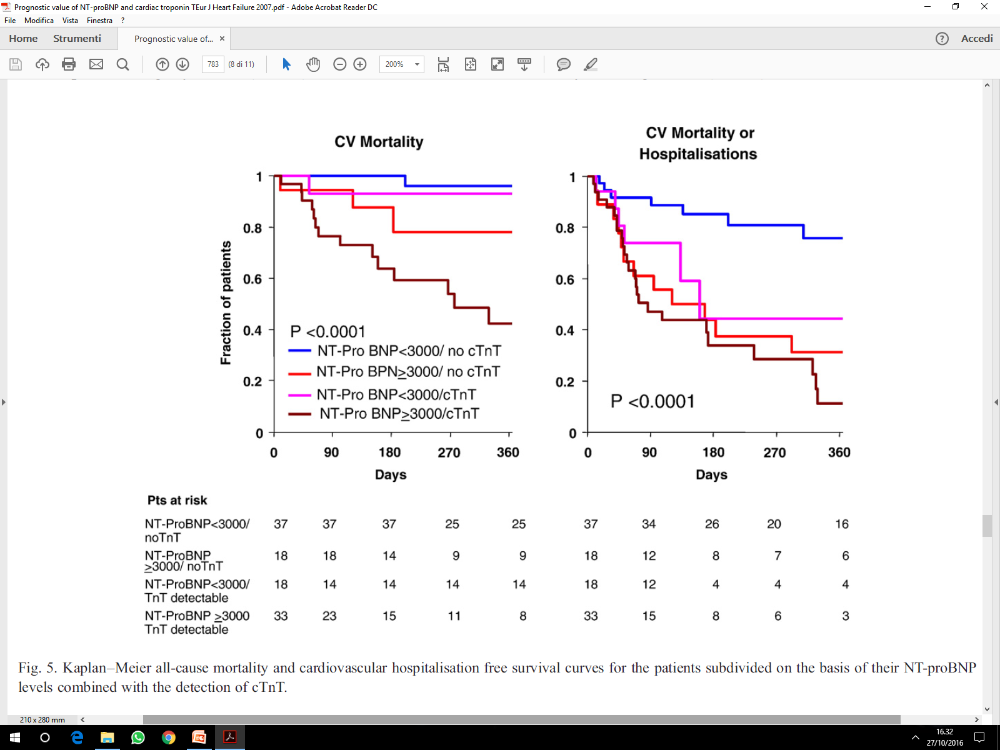 Prognostic value of NT-proBNP and cardiac troponin TEur J Heart Failure 2007.pdf - Adobe Acrobat Reader DC
File Modifica Vista Finestra ?
Home Strumenti Prognostic value of... × ? Accedi
783 (8 di 11) 200%
CV Mortality
CV Mortality or
Hospitalisations
Fraction of patients
1
0.8
0.6
0.4
0.2
0
P <0.0001
NT-Pro BNP<3000/ no cTnT
NT-Pro BPN≥3000/ no cTnT
NT-Pro BNP<3000/cTnT
NT-Pro BNP≥3000/cTnT
0 90 180 270 360
Days
1
0.8
0.6
0.4
0.2
0
P <0.0001
0 90 180 270 360
Days
Pts at risk
NT-ProBNP<3000/ 37 37 37 25 25 37 34 26 20 16
noTnT
NT-ProBNP 18 18 14 9 9 18 12 8 7 6
≥3000/ noTnT
NT-ProBNP<3000/ 18 14 14 14 14 18 12 4 4 4
TnT detectable
NT-ProBNP ≥3000 33 23 15 11 8 33 15 8 6 3
TnT detectable
Fig. 5. Kaplan–Meier all-cause mortality and cardiovascular hospitalisation free survival curves for the patients subdivided on the basis of their NT-proBNP
levels combined with the detection of cTnT.
210 x 280 mm
16.32
27/10/2016